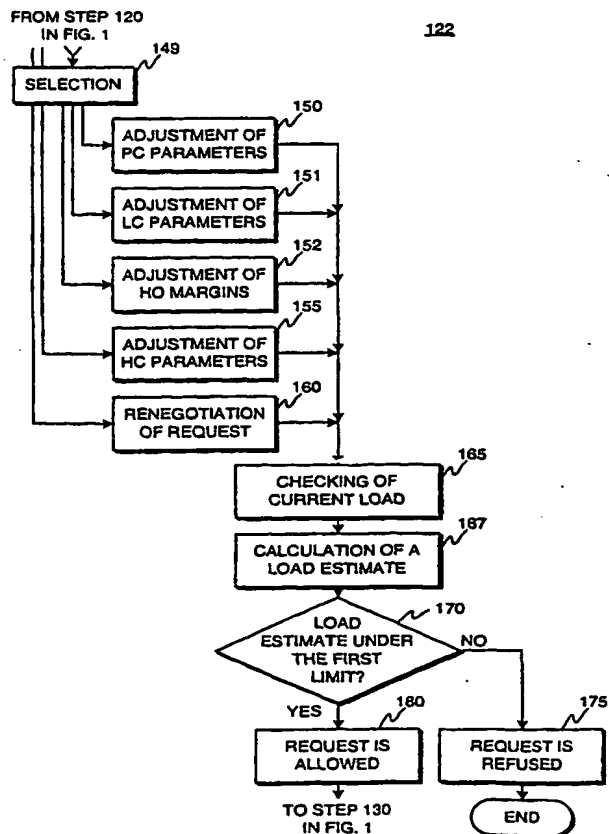 FROM STEP 120
IN FIG. 1
122
149
SELECTION
150
ADJUSTMENT OF
PC PARAMETERS
151
ADJUSTMENT OF
LC PARAMETERS
152
ADJUSTMENT OF
HO MARGINS
155
ADJUSTMENT OF
HC PARAMETERS
160
RENEGOTIATION
OF REQUEST
165
CHECKING OF
CURRENT LOAD
167
CALCULATION OF A
LOAD ESTIMATE
170
LOAD
ESTIMATE UNDER
THE FIRST
LIMIT?
NO
YES
180
175
REQUEST IS
ALLOWED
REQUEST IS
REFUSED
TO STEP 130
IN FIG. 1
END